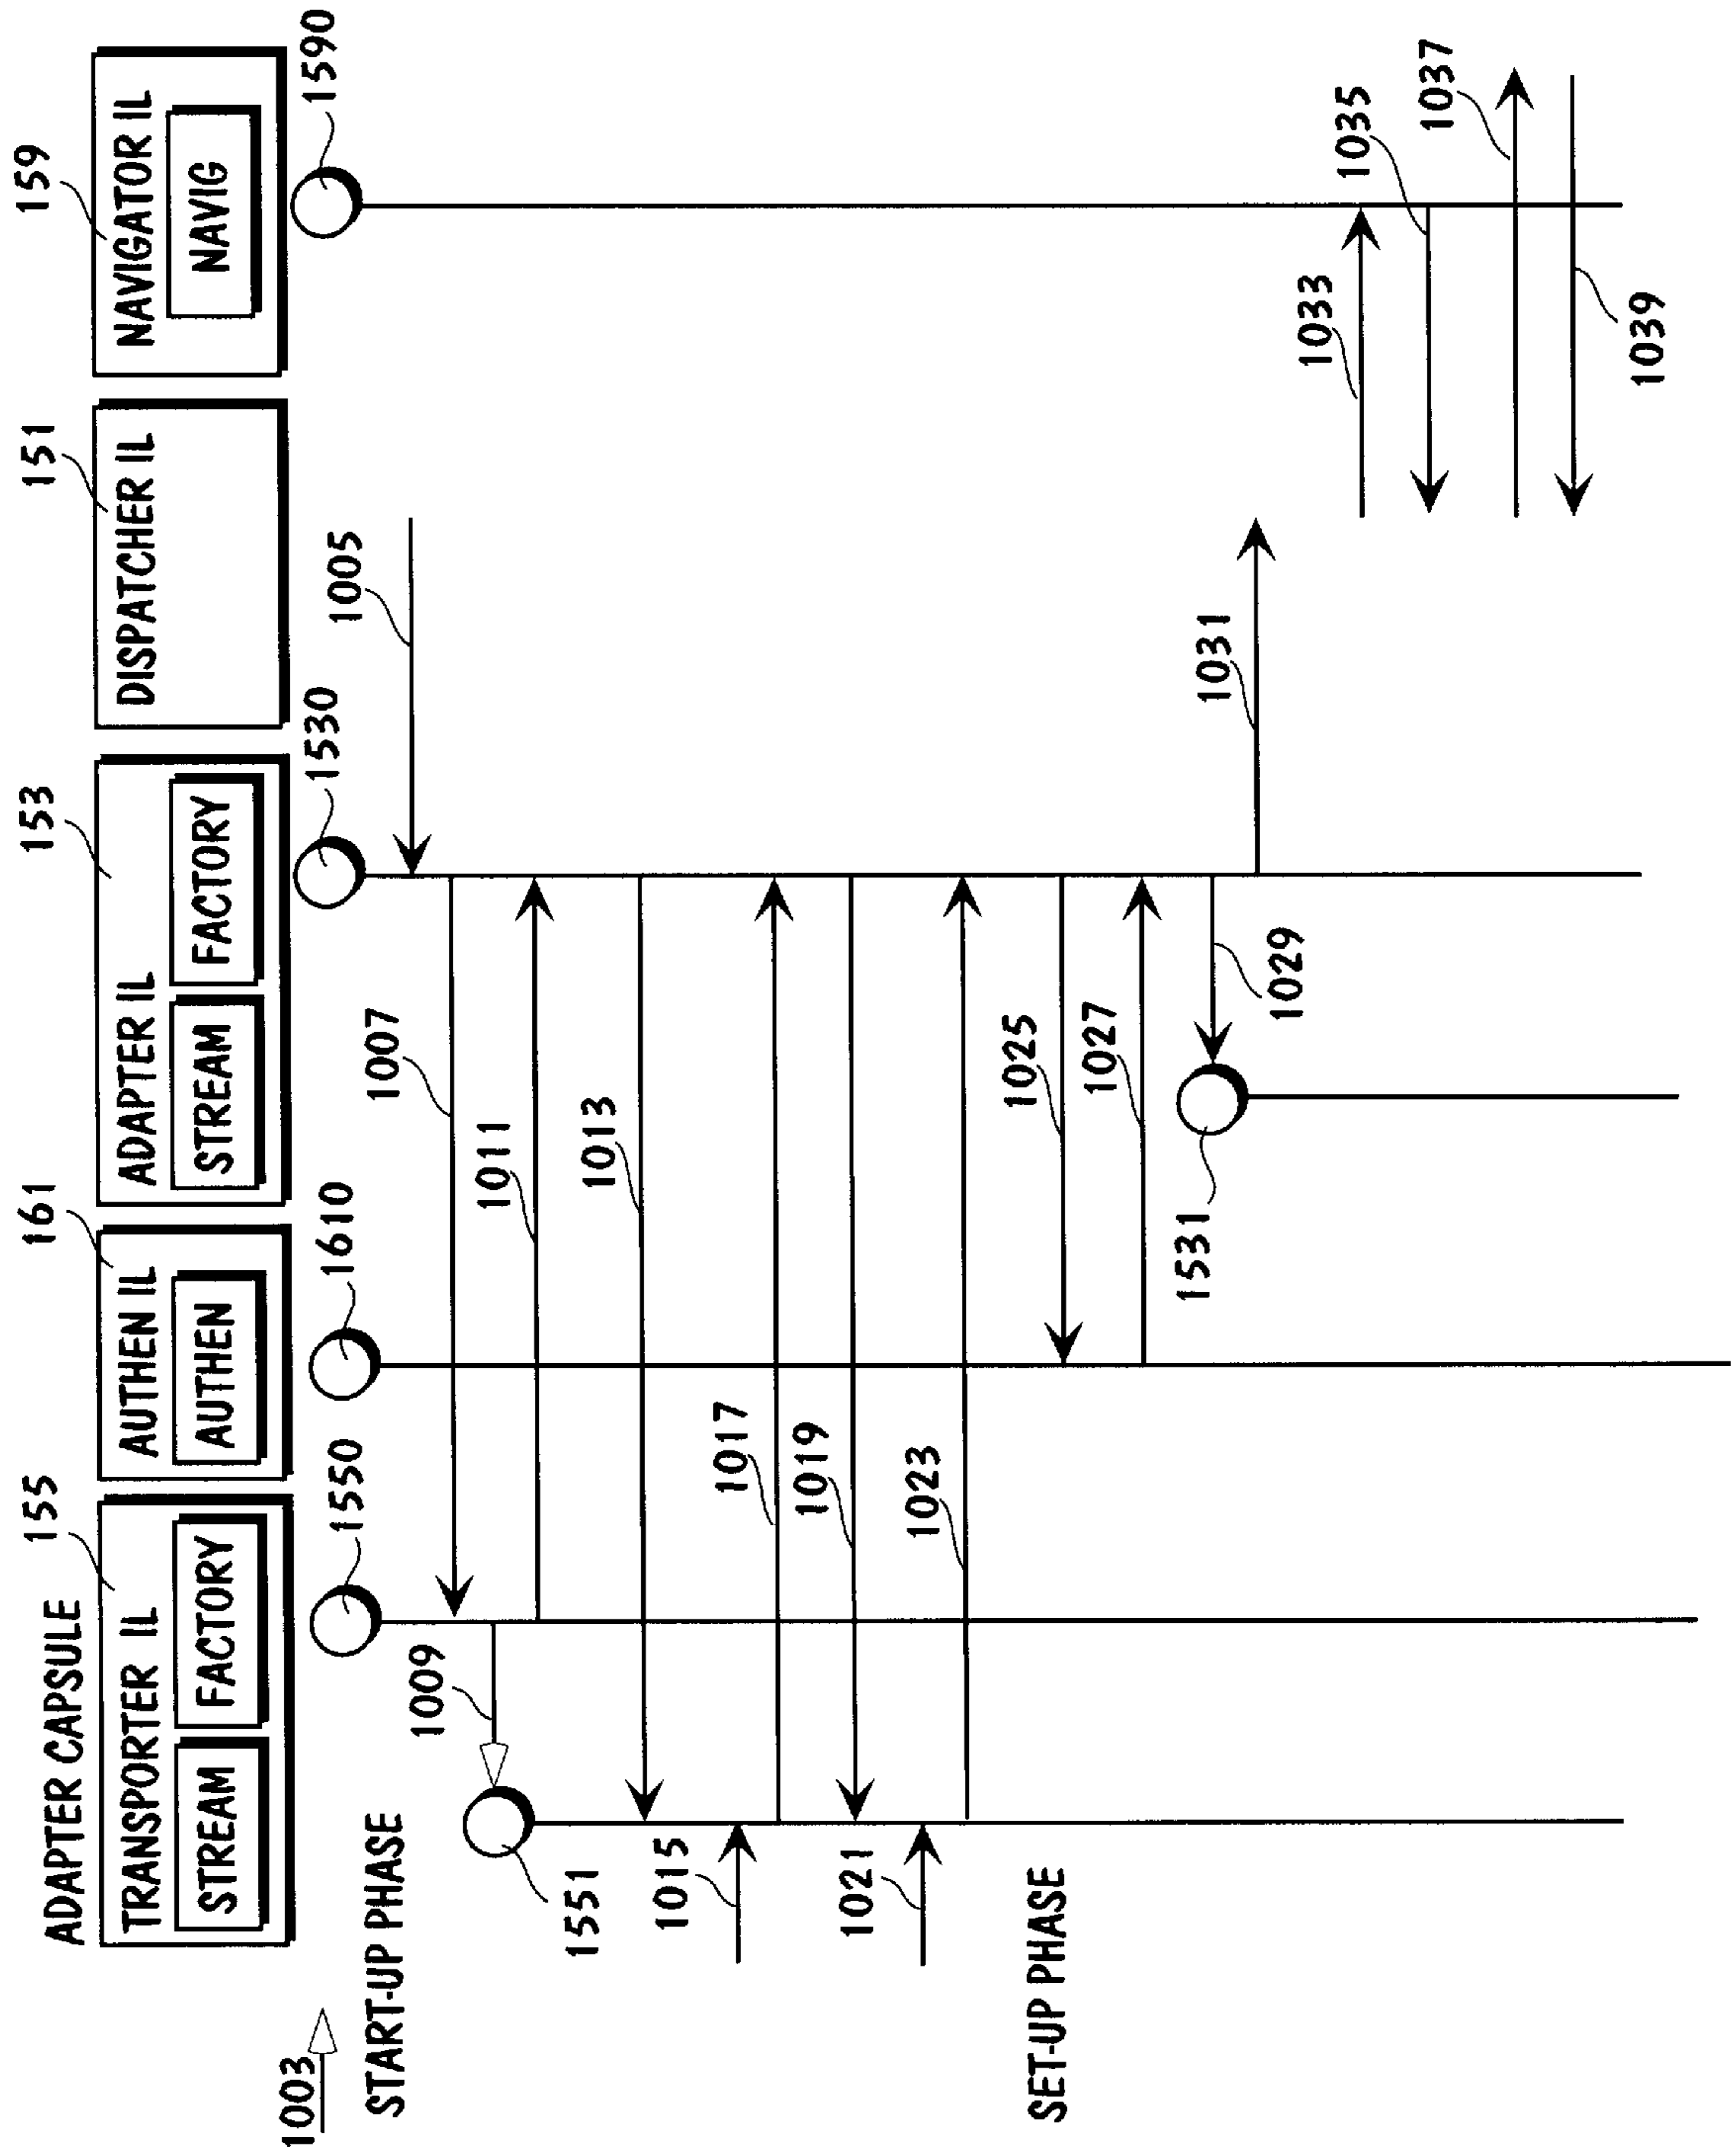 ADAPTER CAPSULE
155
161
153
151
159
TRANSPORTER IL
STREAM
FACTORY
AUTHEN IL
AUTHEN
ADAPTER IL
STREAM
FACTORY
DISPATCHER IL
NAVIGATOR IL
NAVIG
1003
1550
1610
1530
1590
START-UP PHASE
1005
1007
1009
1011
1551
1013
1015
1017
1019
1021
1023
SET-UP PHASE
1025
1027
1531
1029
1031
1033
1035
1037
1039